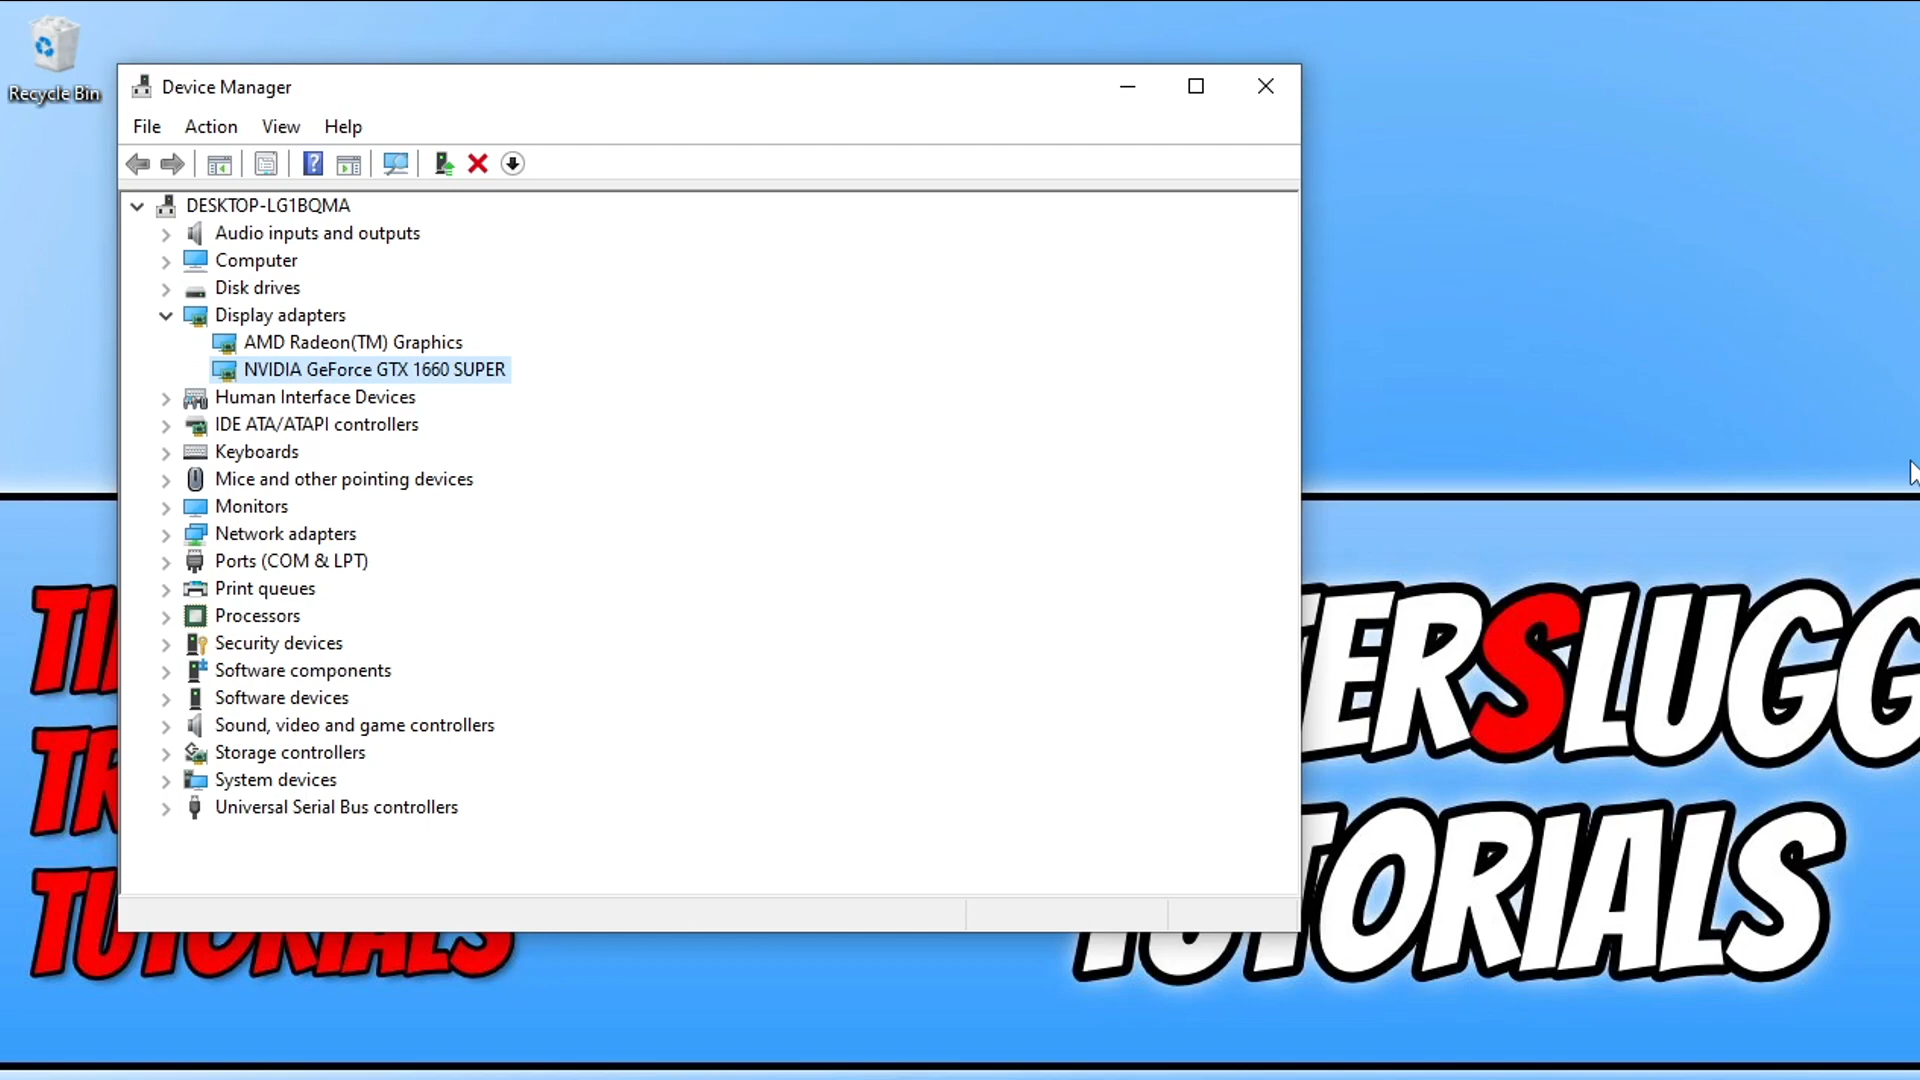 Recycle Bin
Device Manager
File Action View Help
DESKTOP-LG1BQMA
Audio inputs and outputs
Computer
Disk drives
Display adapters
AMD Radeon(TM) Graphics
NVIDIA GeForce GTX 1660 SUPER
Human Interface Devices
IDE ATA/ATAPI controllers
Keyboards
Mice and other pointing devices
Monitors
Network adapters
Ports (COM & LPT)
Print queues
Processors
Security devices
Software components
Software devices
Sound, video and game controllers
Storage controllers
System devices
Universal Serial Bus controllers
TUTORIALS
ERSLUGG
TUTORIALS